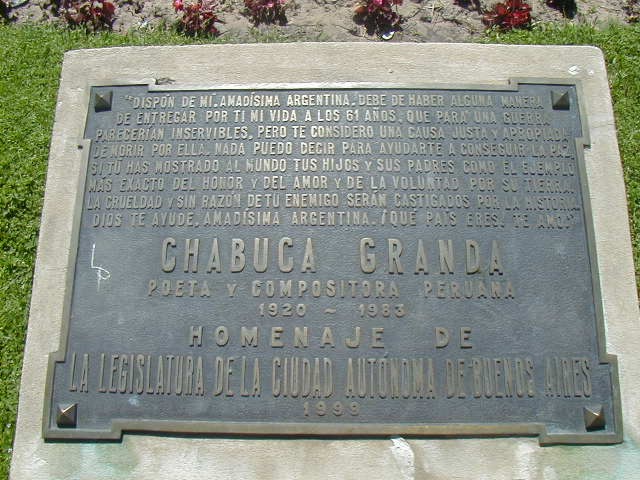 "DISPÓN DE MÍ. AMADÍSIMA ARGENTINA. DEBE DE HABER ALGUNA MANERA
DE ENTREGAR POR TI MI VIDA A LOS 61 AÑOS. QUE PARA UNA GUERRA
PARECERÍAN INSERVIBLES. PERO TE CONSIDERO UNA CAUSA JUSTA Y APROPIADA
DE MORIR POR ELLA. NADA PUEDO DECIR PARA AYUDARTE A CONSEGUIR LA PAZ.
SI TÚ HAS MOSTRADO AL MUNDO TUS HIJOS Y SUS PADRES COMO EL EJEMPLO
MÁS EXACTO DEL HONOR Y DEL AMOR Y DE LA VOLUNTAD POR SU TIERRA.
LA CRUELDAD Y SIN RAZÓN DE TU ENEMIGO SERÁN CASTIGADOS POR LA HISTORIA
DIOS TE AYUDE. AMADÍSIMA ARGENTINA. ¡QUÉ PAÍS ERES! TE AMO."
CHABUCA GRANDA
POETA Y COMPOSITORA PERUANA
1920 ~ 1983
HOMENAJE DE
LA LEGISLATURA DE LA CIUDAD AUTÓNOMA DE BUENOS AIRES
1999